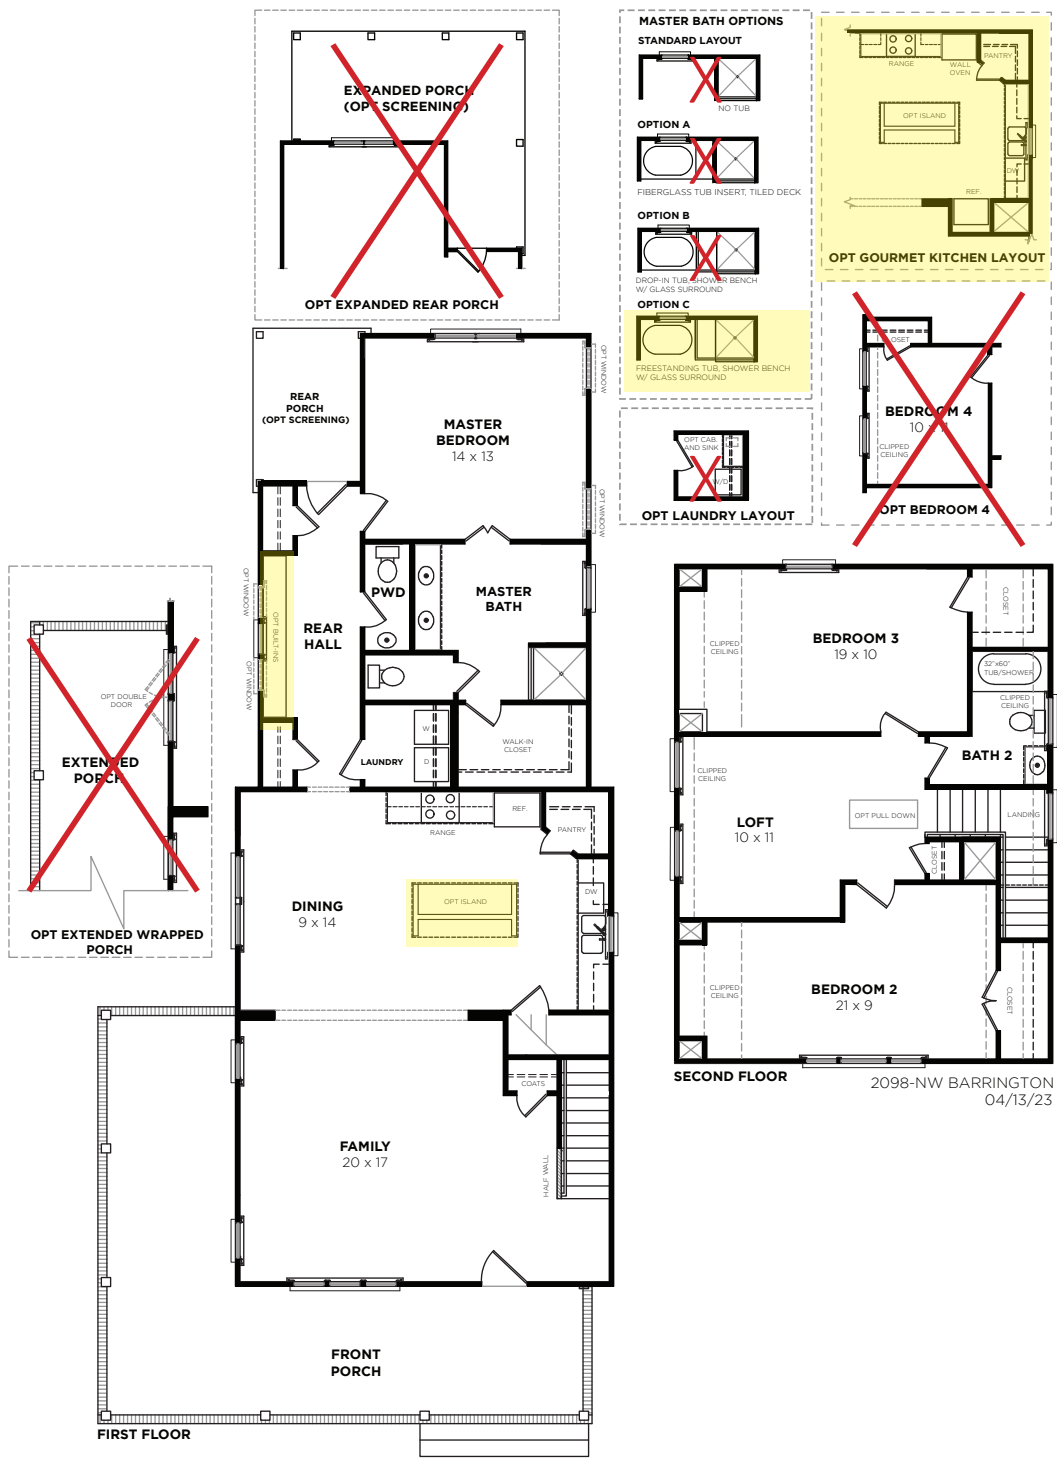 EXPANDED PORCH
(OPT SCREENING)
OPT EXPANDED REAR PORCH
MASTER BATH OPTIONS
STANDARD LAYOUT
NO TUB
OPTION A
FIBERGLASS TUB INSERT, TILED DECK
OPTION B
DROP-IN TUB, SHOWER BENCH
W/ GLASS SURROUND
OPTION C
FREESTANDING TUB, SHOWER BENCH
W/ GLASS SURROUND
RANGE
WALL
OVEN
PANTRY
OPT ISLAND
DW
REF.
OPT GOURMET KITCHEN LAYOUT
OPT CAB.
AND SINK
W/D
OPT LAUNDRY LAYOUT
CLOSET
BEDROOM 4
10 x 11
CLIPPED
CEILING
OPT BEDROOM 4
REAR
PORCH
(OPT SCREENING)
MASTER
BEDROOM
14 x 13
OPT WINDOW
OPT WINDOW
OPT WINDOW
OPT WINDOW
OPT BUILT-INS
REAR
HALL
PWD
MASTER
BATH
WALK-IN
CLOSET
LAUNDRY
W
D
OPT DOUBLE
DOOR
EXTENDED
PORCH
OPT EXTENDED WRAPPED
PORCH
RANGE
REF.
PANTRY
DINING
9 x 14
OPT ISLAND
DW
COATS
FAMILY
20 x 17
HALF WALL
FRONT
PORCH
FIRST FLOOR
BEDROOM 3
19 x 10
CLIPPED
CEILING
CLOSET
32"x60"
TUB/SHOWER
CLIPPED
CEILING
BATH 2
CLIPPED
CEILING
LOFT
10 x 11
OPT PULL DOWN
LANDING
CLOSET
BEDROOM 2
21 x 9
CLIPPED
CEILING
CLOSET
SECOND FLOOR
2098-NW BARRINGTON
04/13/23